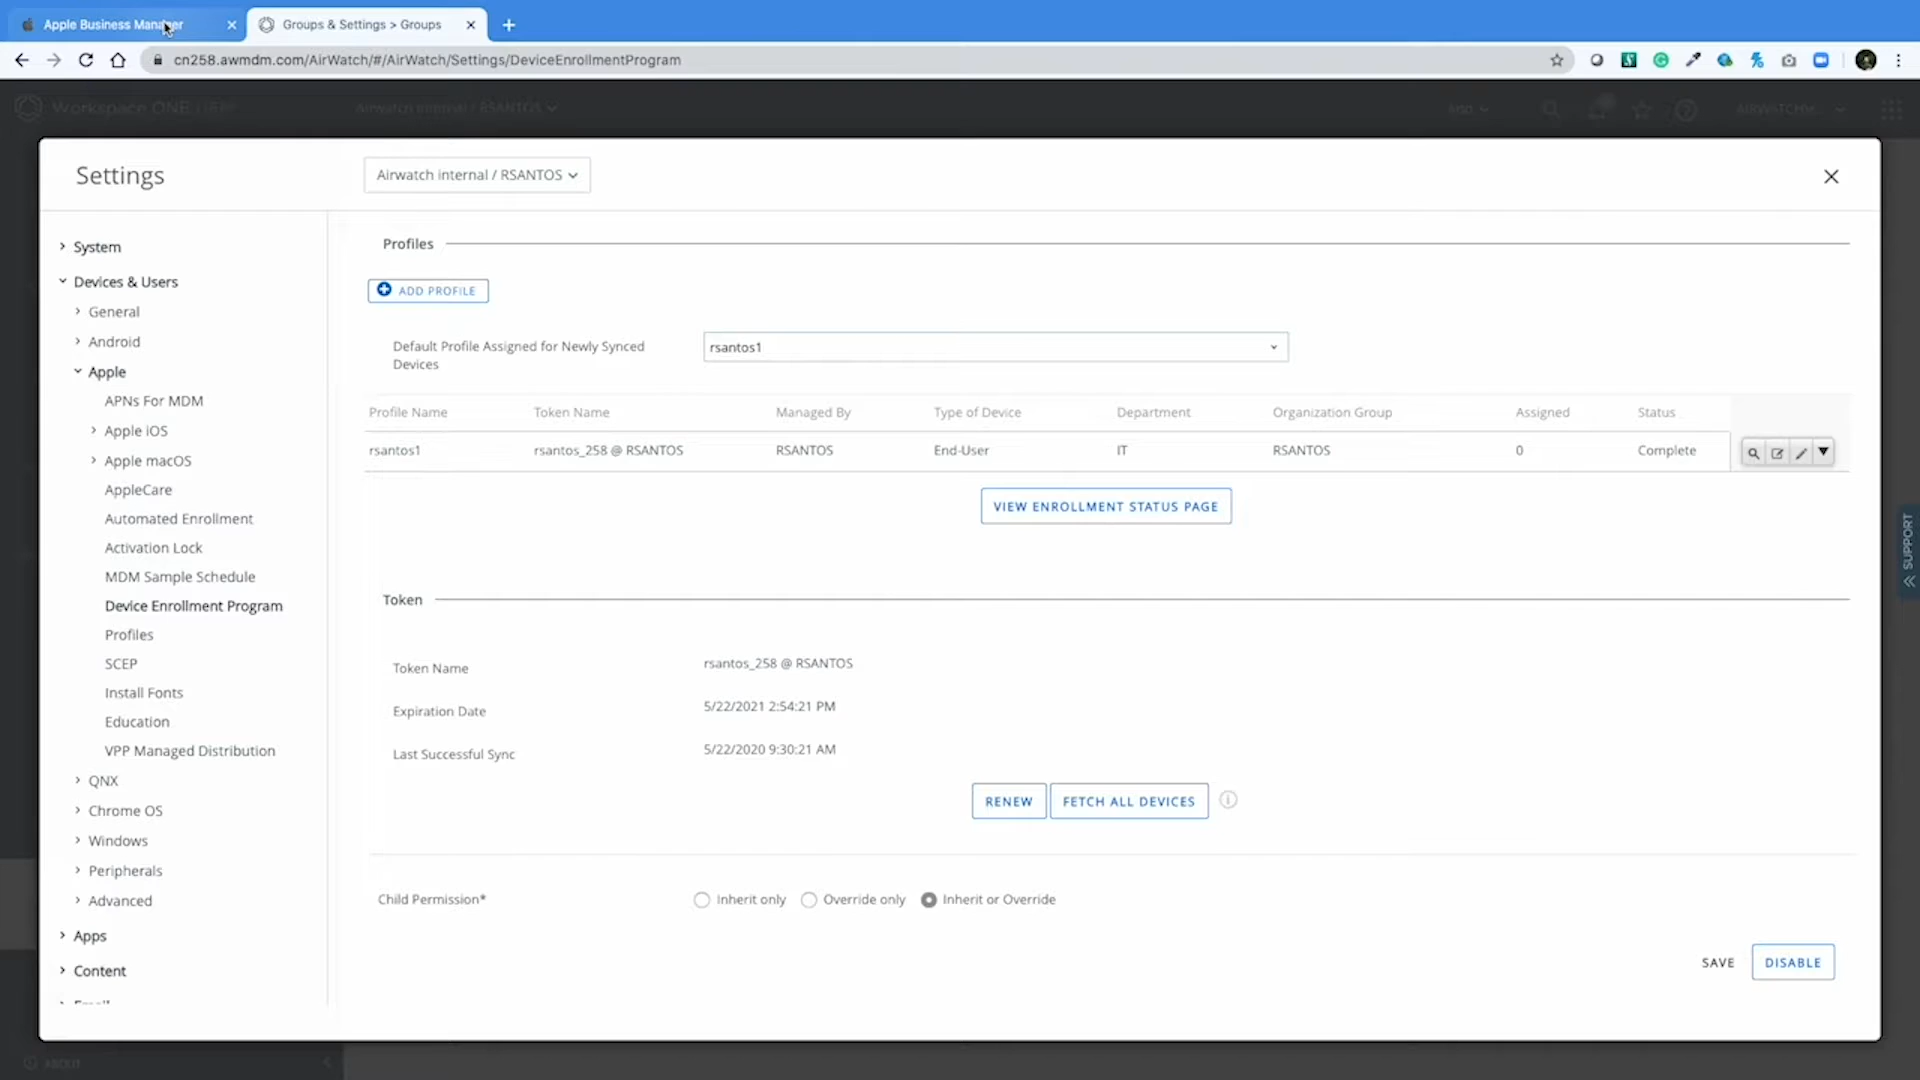 Apple Business Manager
Groups & Settings > Groups
cn258.awmdm.com/AirWatch/#/AirWatch/Settings/DeviceEnrollmentProgram
Workspace ONE UEM
Airwatch internal / RSANTOS
Add
Settings
Airwatch internal / RSANTOS
System
Devices & Users
General
Android
Apple
APNs For MDM
Apple iOS
Apple macOS
AppleCare
Automated Enrollment
Activation Lock
MDM Sample Schedule
Device Enrollment Program
Profiles
SCEP
Install Fonts
Education
VPP Managed Distribution
QNX
Chrome OS
Windows
Peripherals
Advanced
Apps
Content
Email
Profiles
ADD PROFILE
Default Profile Assigned for Newly Synced
Devices
rsantos1
Profile Name Token Name Managed By Type of Device Department Organization Group Assigned Status
rsantos1 rsantos_258 @ RSANTOS RSANTOS End-User IT RSANTOS 0 Complete
VIEW ENROLLMENT STATUS PAGE
Token
Token Name rsantos_258 @ RSANTOS
Expiration Date 5/22/2021 2:54:21 PM
Last Successful Sync 5/22/2020 9:30:21 AM
RENEW FETCH ALL DEVICES
Child Permission* Inherit only Override only Inherit or Override
SAVE DISABLE
SUPPORT
ABOUT